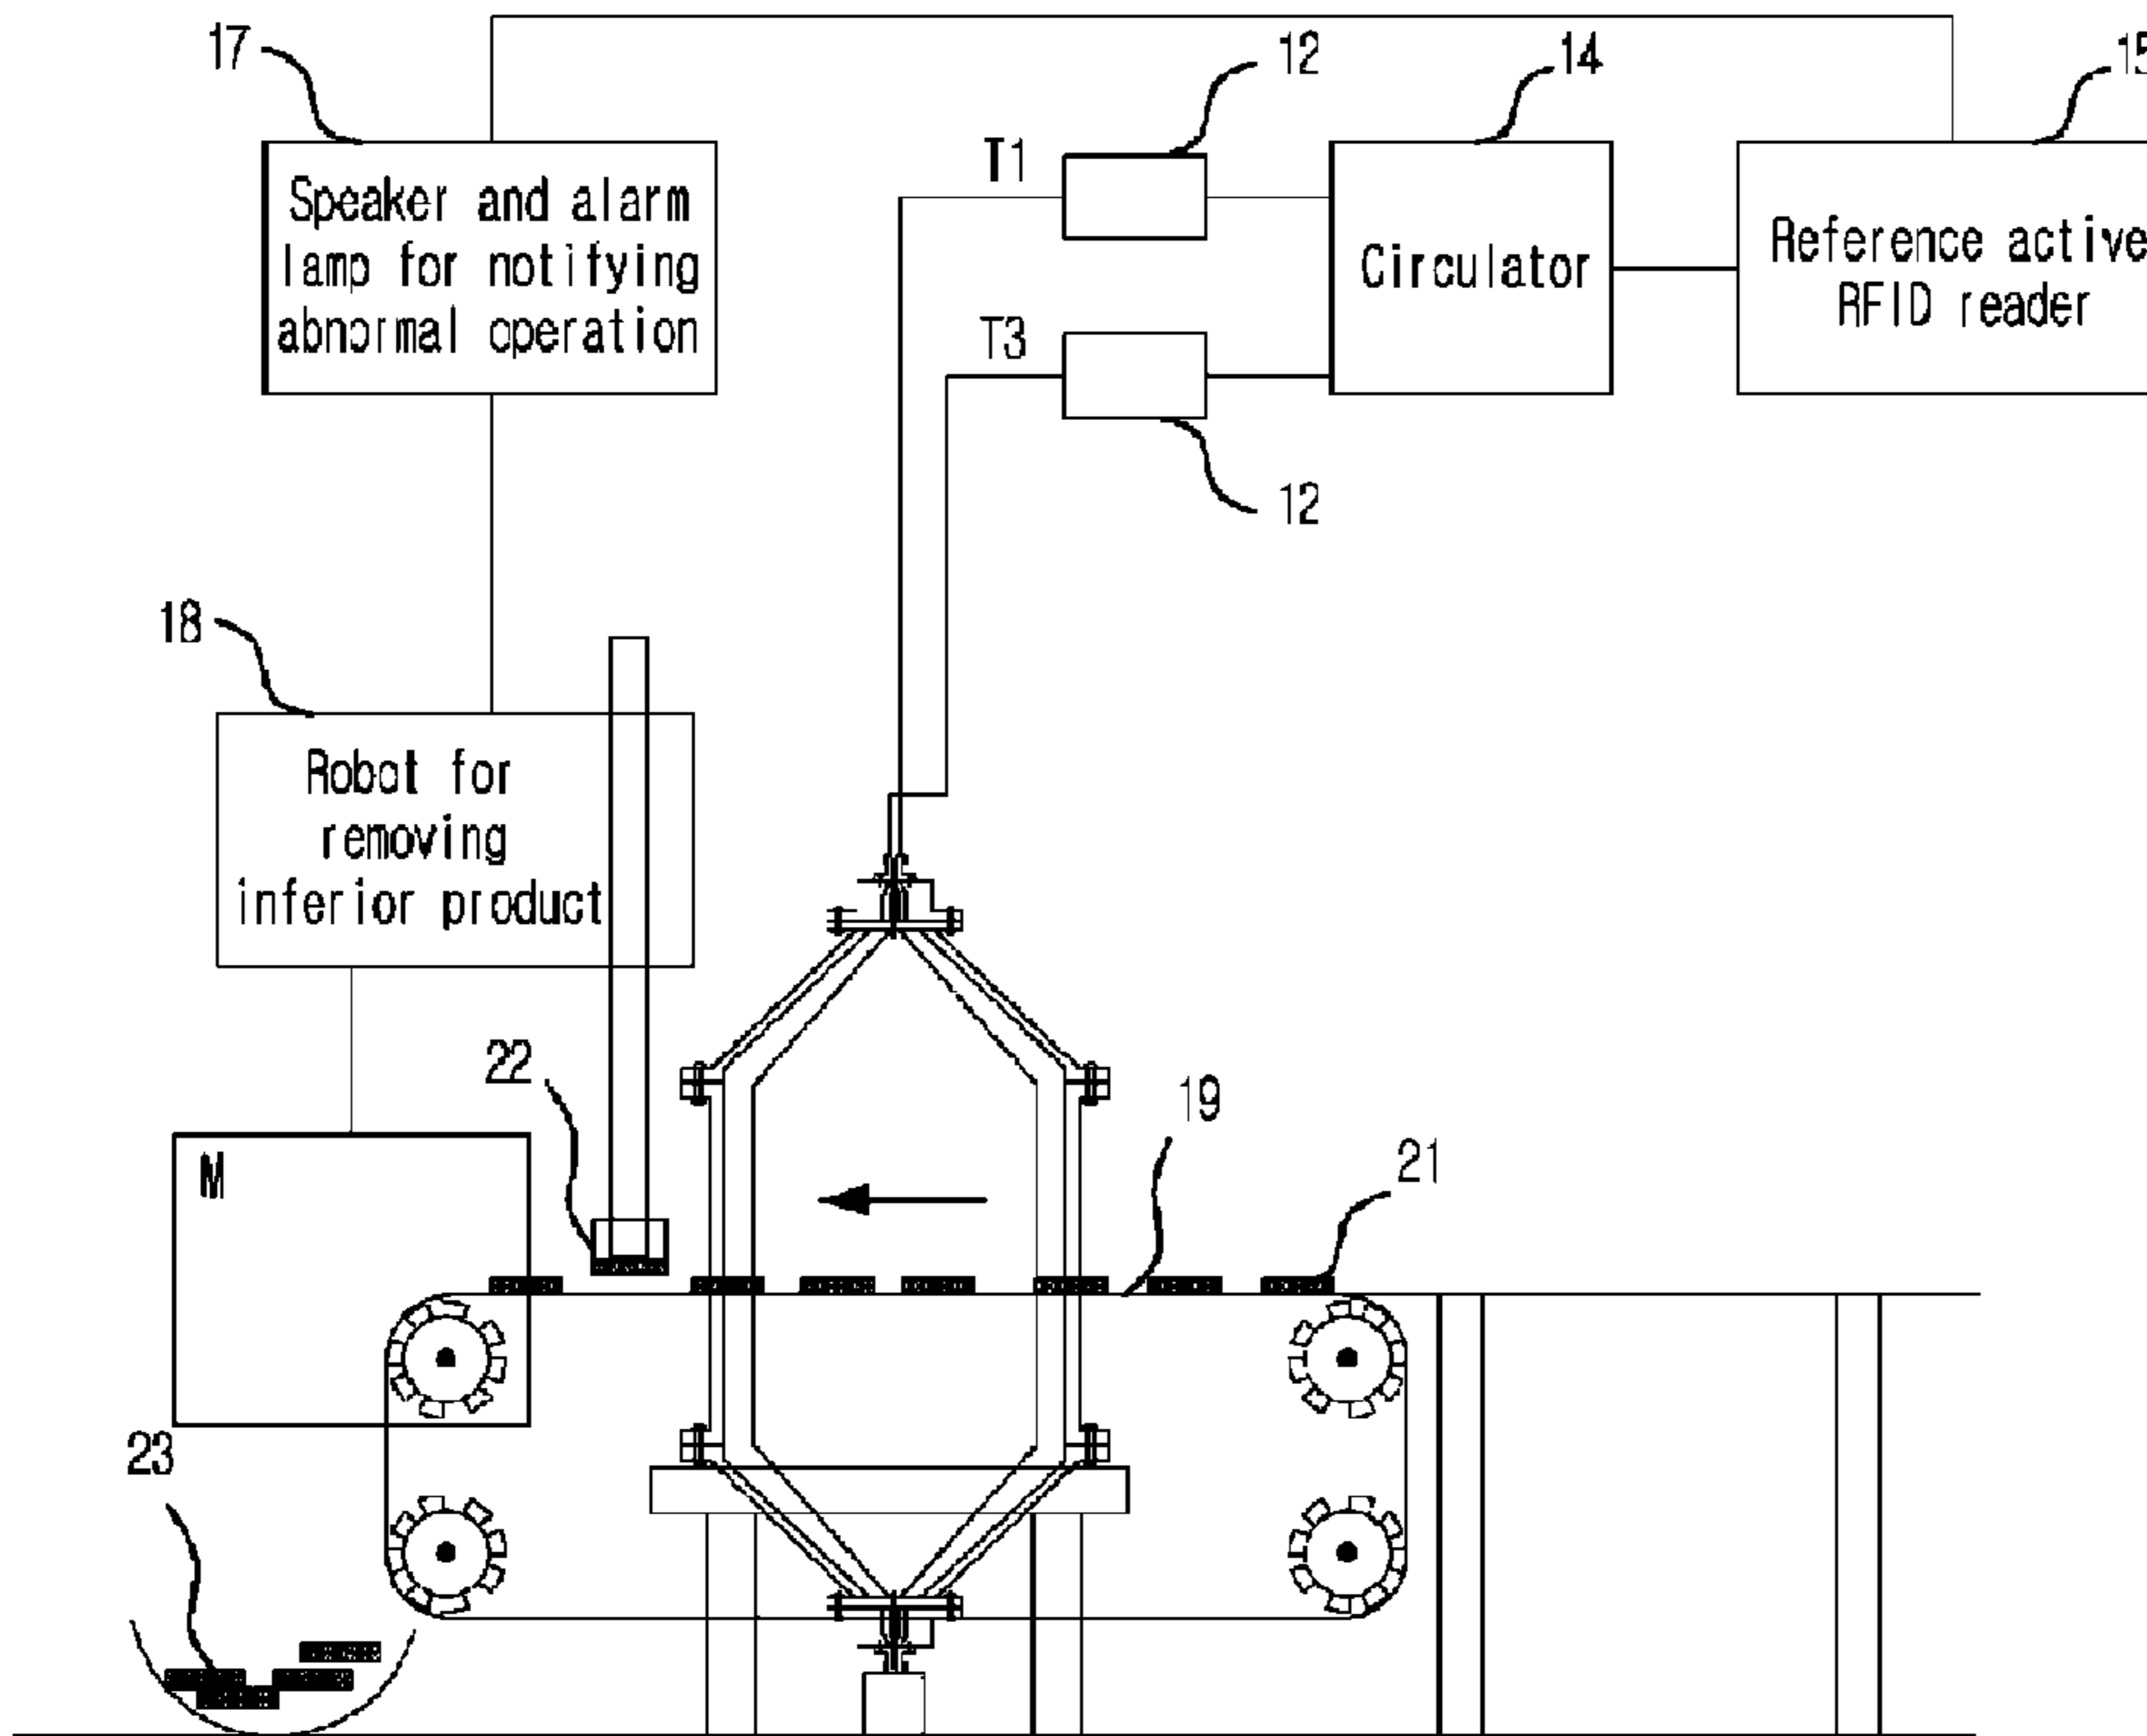 17
12
14
15
T1
Speaker and alarm
lamp for notifying
abnormal operation
Circulator
Reference active
RFID reader
T3
12
18
Robot for
removing
inferior product
22
19
21
M
23